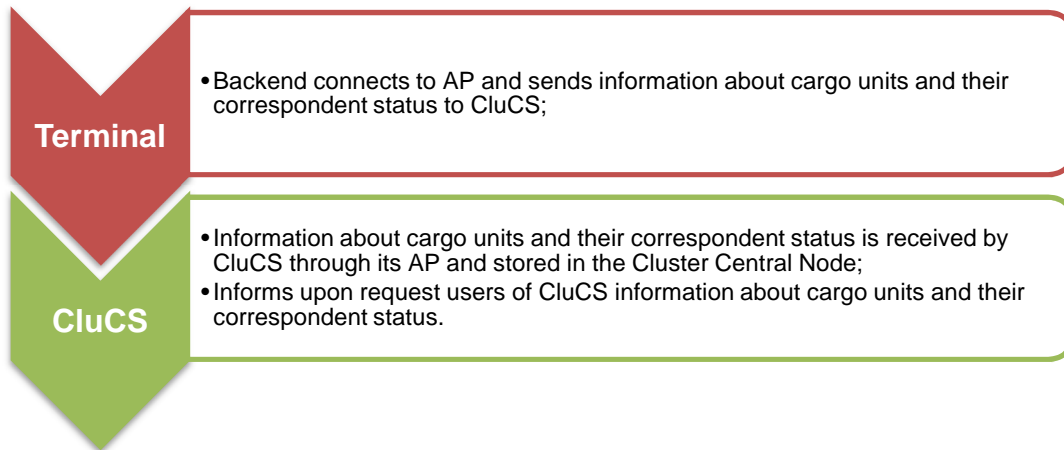 Terminal
•Backend connects to AP and sends information about cargo units and their
correspondent status to CluCS;
CluCS
•Information about cargo units and their correspondent status is received by
CluCS through its AP and stored in the Cluster Central Node;
•Informs upon request users of CluCS information about cargo units and their
correspondent status.